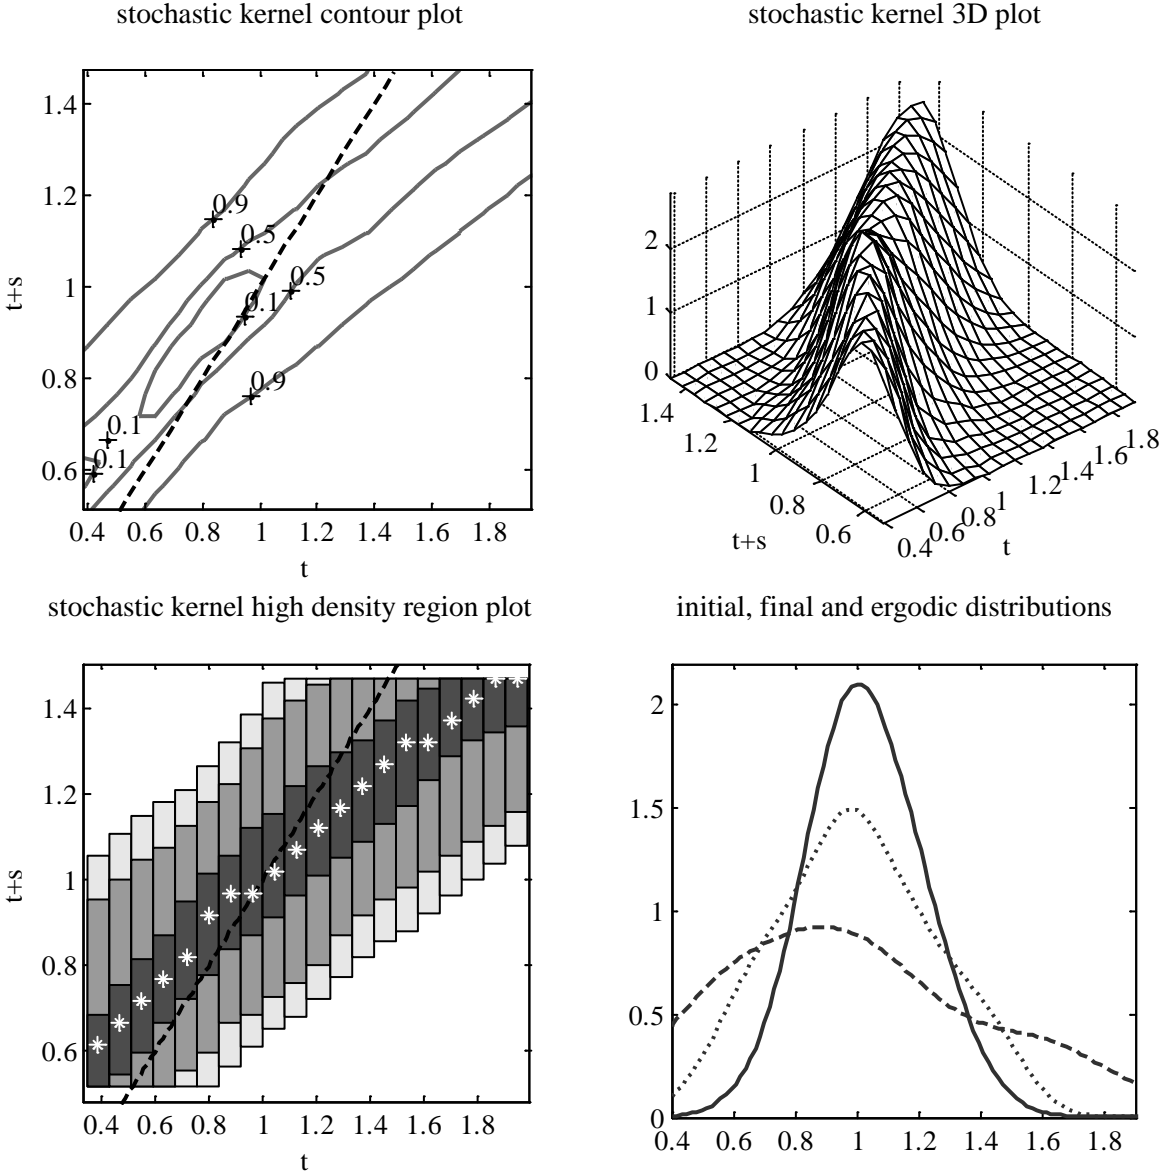 stochastic kernel contour plot
1.4
1.2
1
0.8
0.6
t+s
0.9
0.5
0.5
0.1
0.9
0.1
0.1
0.4 0.6 0.8 1 1.2 1.4 1.6 1.8
t
stochastic kernel 3D plot
2
1
0
1.4
1.2
1
0.8
0.6
t+s
0.4 0.6 0.8 1 1.2 1.4 1.6 1.8
t
stochastic kernel high density region plot
1.4
1.2
1
0.8
0.6
t+s
0.4 0.6 0.8 1 1.2 1.4 1.6 1.8
t
initial, final and ergodic distributions
2
1.5
1
0.5
0
0.4 0.6 0.8 1 1.2 1.4 1.6 1.8